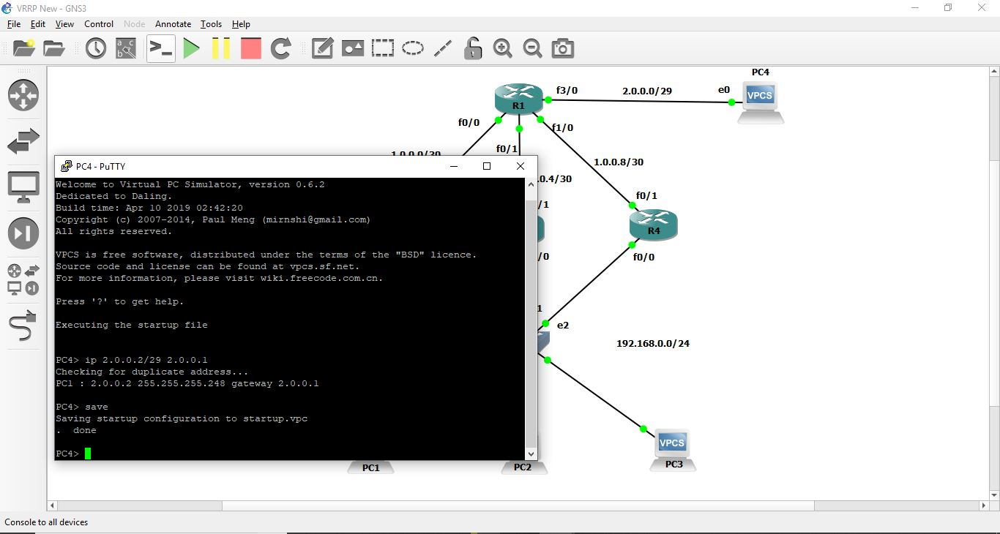 VRRP New - GNS3
File Edit View Control Node Annotate Tools Help
PC4
f3/0
2.0.0.0/29
e0
VPCS
R1
f0/0
f1/0
f0/1
1.0.0.0/30
1.0.0.8/30
.0.4/30
f0/1
/1
R4
/0
f0/0
1
e2
192.168.0.0/24
VPCS
PC3
PC1
PC2
PC4 - PuTTY
Welcome to Virtual PC Simulator, version 0.6.2
Dedicated to Daling.
Build time: Apr 10 2019 02:42:20
Copyright (c) 2007-2014, Paul Meng (mirnshi@gmail.com)
All rights reserved.
VPCS is free software, distributed under the terms of the "BSD" licence.
Source code and license can be found at vpcs.sf.net.
For more information, please visit wiki.freecode.com.cn.
Press '?' to get help.
Executing the startup file
PC4> ip 2.0.0.2/29 2.0.0.1
Checking for duplicate address...
PC1 : 2.0.0.2 255.255.255.248 gateway 2.0.0.1
PC4> save
Saving startup configuration to startup.vpc
.  done
PC4>
Console to all devices